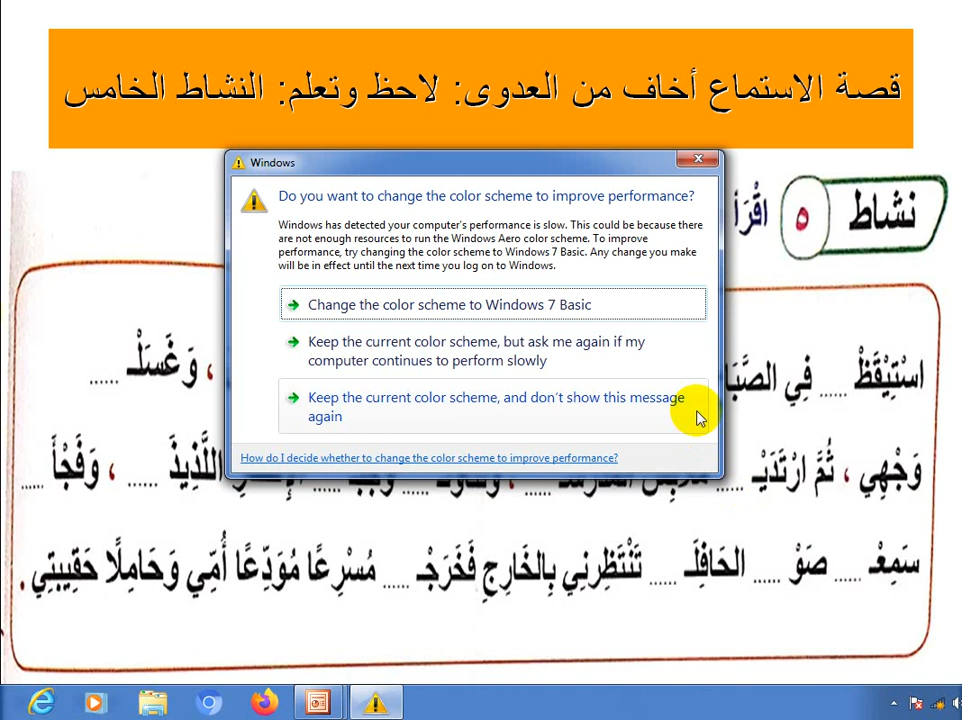 قصة الاستماع أخاف من العدوى: لاحظ وتعلم: النشاط الخامس
Windows
Do you want to change the color scheme to improve performance?
Windows has detected your computer's performance is slow. This could be because there
are not enough resources to run the Windows Aero color scheme. To improve
performance, try changing the color scheme to Windows 7 Basic. Any change you make
will be in effect until the next time you log on to Windows.
Change the color scheme to Windows 7 Basic
Keep the current color scheme, but ask me again if my
computer continues to perform slowly
Keep the current color scheme, and don't show this message
again
How do I decide whether to change the color scheme to improve performance?
نشاط ٥ اقْرَأ
اسْتَيْقَظْ ...... فِي ، وَغَسَلْـ ......
وَجْهِي ، ثُمَّ ارْتَدَيْـ ...... اللَّذِيذَ ...... ، وَفَجْأَ ......
سَمِعْـ ...... صَوْ ...... الحَافِلَـ ...... تَنْتَظِرنِي بِالخَارِجِ فَخَرَجْـ ...... مُسْرِعًا مُوَدِّعًا أُمِّي وَحَامِلًا حَقِيبتِي .